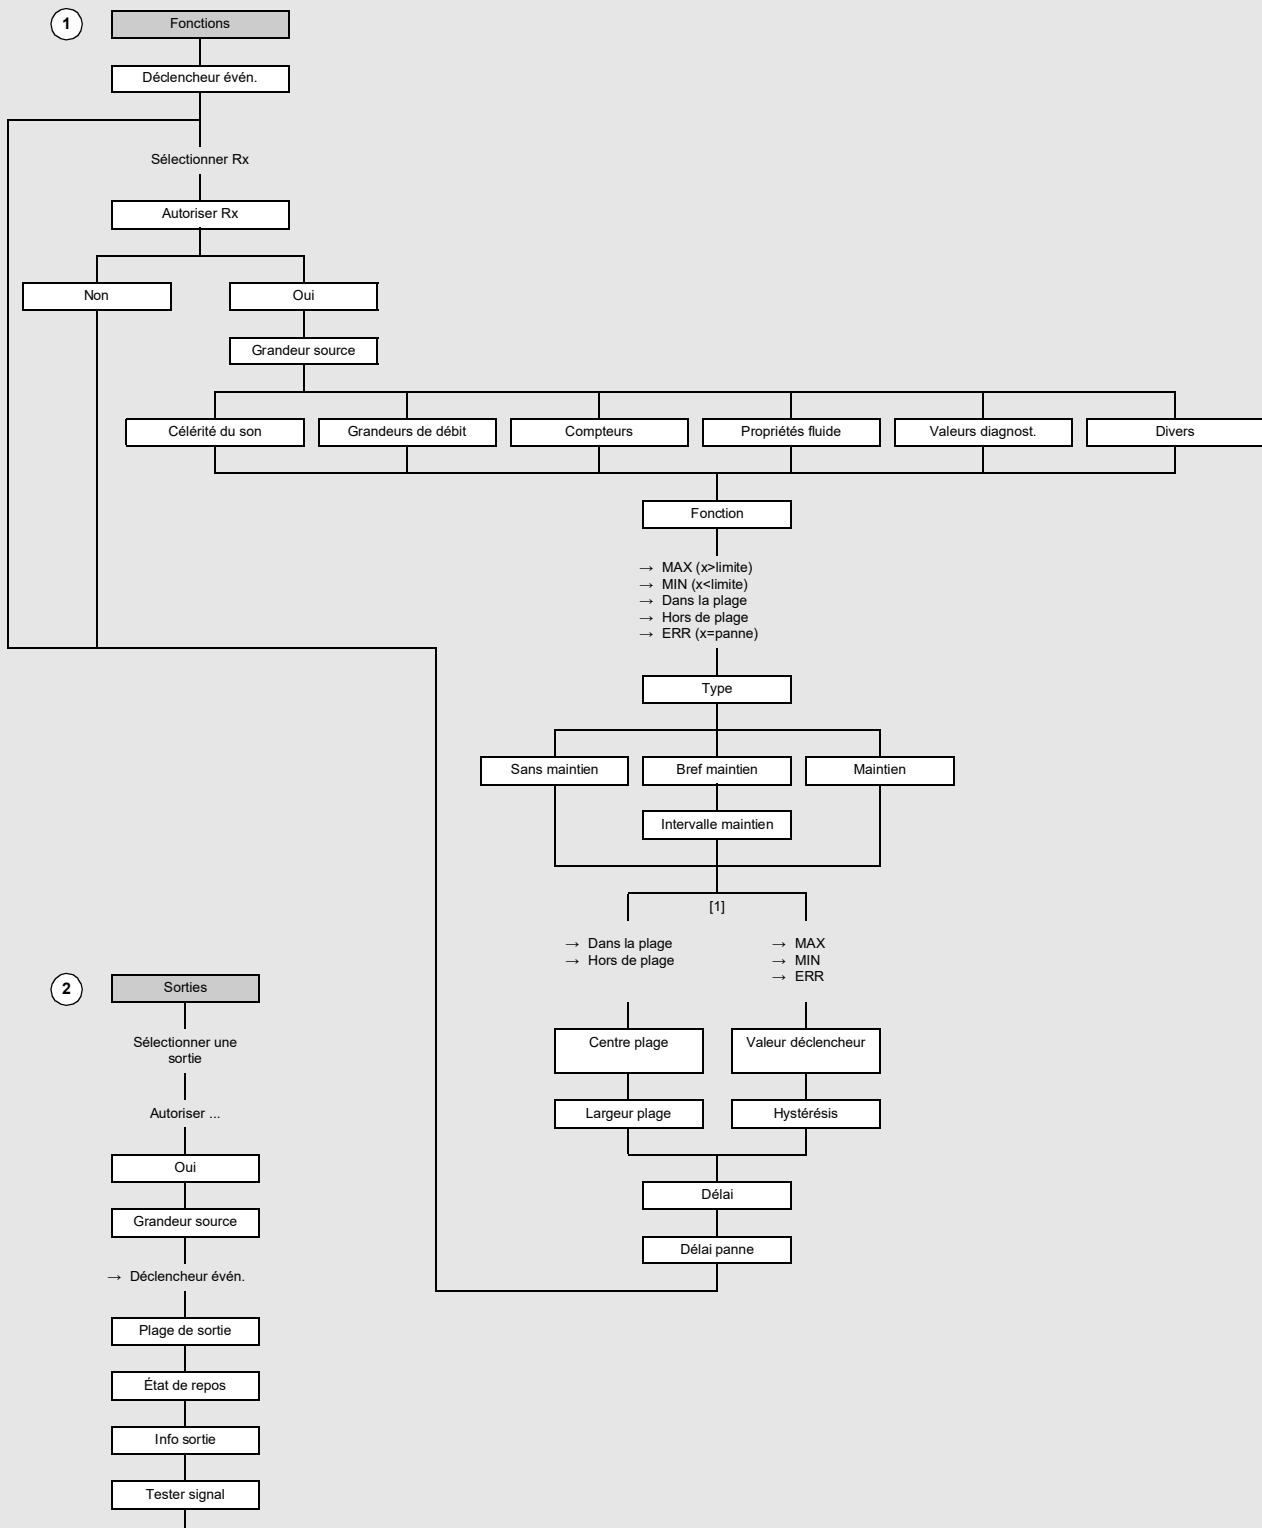 1
Fonctions
Déclencheur évén.
Sélectionner Rx
Autoriser Rx
Non
Oui
Grandeur source
Célérité du son
Grandeurs de débit
Compteurs
Propriétés fluide
Valeurs diagnost.
Divers
Fonction
→ MAX (x>limite)
→ MIN (x<limite)
→ Dans la plage
→ Hors de plage
→ ERR (x=panne)
Type
Sans maintien
Bref maintien
Maintien
Intervalle maintien
[1]
→ Dans la plage
→ Hors de plage
→ MAX
→ MIN
→ ERR
Centre plage
Valeur déclencheur
Largeur plage
Hystérésis
Délai
Délai panne
2
Sorties
Sélectionner une
sortie
Autoriser ...
Oui
Grandeur source
→ Déclencheur évén.
Plage de sortie
État de repos
Info sortie
Tester signal